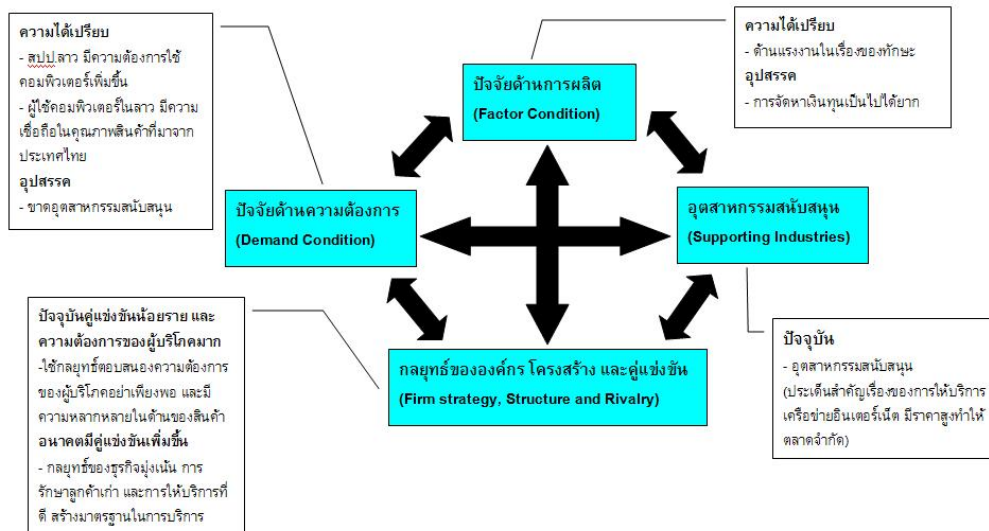 ความได้เปรียบ
- สปป.ลาว มีความต้องการใช้
คอมพิวเตอร์เพิ่มขึ้น
- ผู้ใช้คอมพิวเตอร์ในลาว มีความ
เชื่อถือในคุณภาพสินค้าที่มาจาก
ประเทศไทย
อุปสรรค
- ขาดอุตสาหกรรมสนับสนุน
ปัจจัยด้านการผลิต
(Factor Condition)
ความได้เปรียบ
- ด้านแรงงานในเรื่องของทักษะ
อุปสรรค
- การจัดหาเงินทุนเป็นไปได้ยาก
ปัจจัยด้านความต้องการ
(Demand Condition)
อุตสาหกรรมสนับสนุน
(Supporting Industries)
ปัจจุบันคู่แข่งขันน้อยราย และ
ความต้องการของผู้บริโภคมาก
-ใช้กลยุทธ์ตอบสนองความต้องการ
ของผู้บริโภคอย่าเพียงพอ และมี
ความหลากหลายในด้านของสินค้า
อนาคตมีคู่แข่งขันเพิ่มขึ้น
- กลยุทธ์ของธุรกิจมุ่งเน้น การ
รักษาลูกค้าเก่า และการให้บริการที่
ดี สร้างมาตรฐานในการบริการ
กลยุทธ์ขององค์กร โครงสร้าง และคู่แข่งขัน
(Firm strategy, Structure and Rivalry)
ปัจจุบัน
- อุตสาหกรรมสนับสนุน
(ประเด็นสำคัญเรื่องของการให้บริการ
เครือข่ายอินเตอร์เน็ต มีราคาสูงทำให้
ตลาดจำกัด)